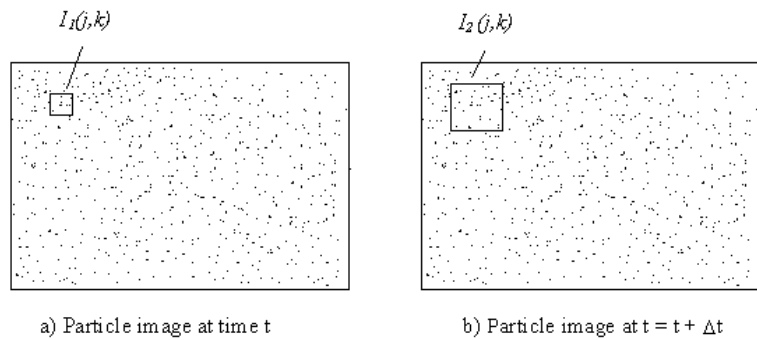 I₁(j,k)
I₂(j,k)
a) Particle image at time t
b) Particle image at t = t + Δt